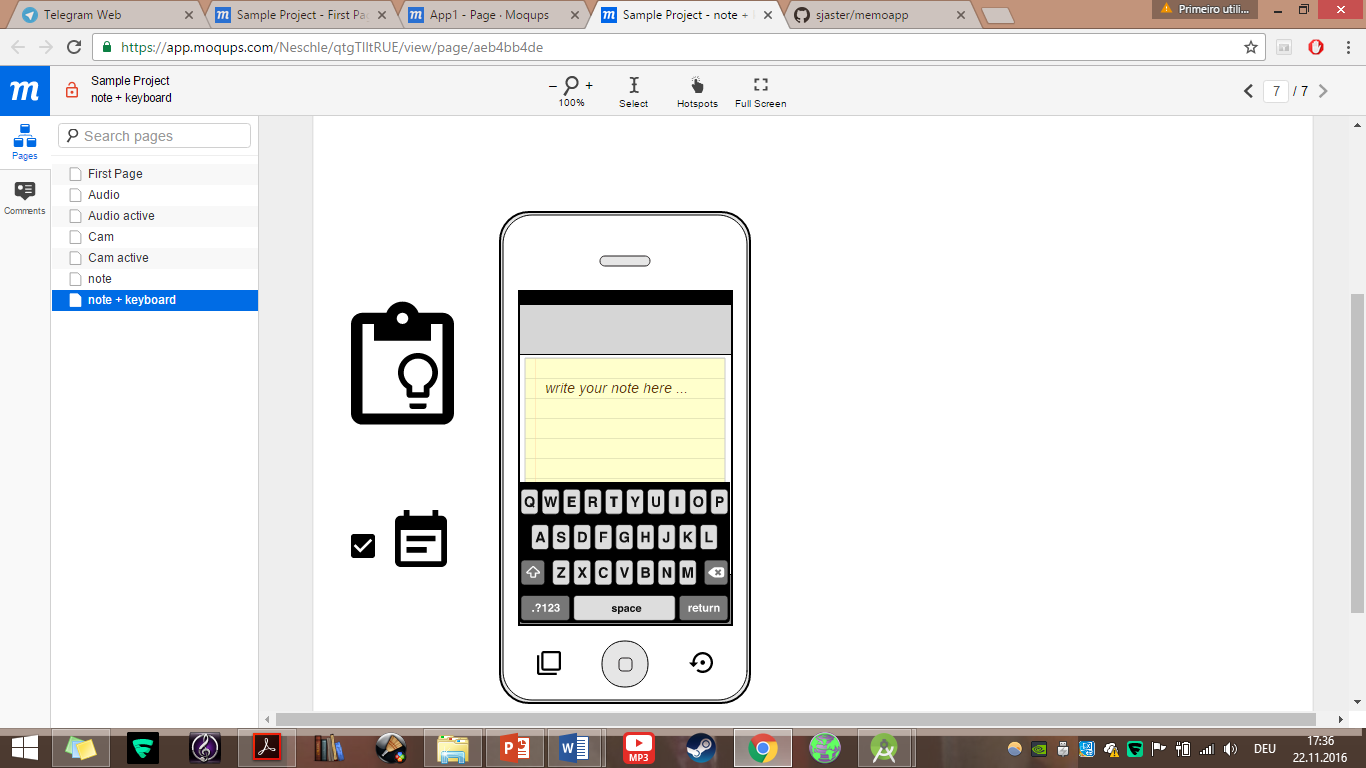 Telegram Web
Sample Project - First Pa
App1 - Page · Moqups
Sample Project - note +
sjaster/memoapp
Primeiro utili...
https://app.moqups.com/Neschle/qtgTIltRUE/view/page/aeb4bb4de
m
Sample Project
note + keyboard
− +
100%
Select
Hotspots
Full Screen
7 / 7
Pages
Comments
Search pages
First Page
Audio
Audio active
Cam
Cam active
note
note + keyboard
write your note here ...
Q W E R T Y U I O P
A S D F G H J K L
Z X C V B N M
.?123 space return
MP3
DEU
17:36
22.11.2016